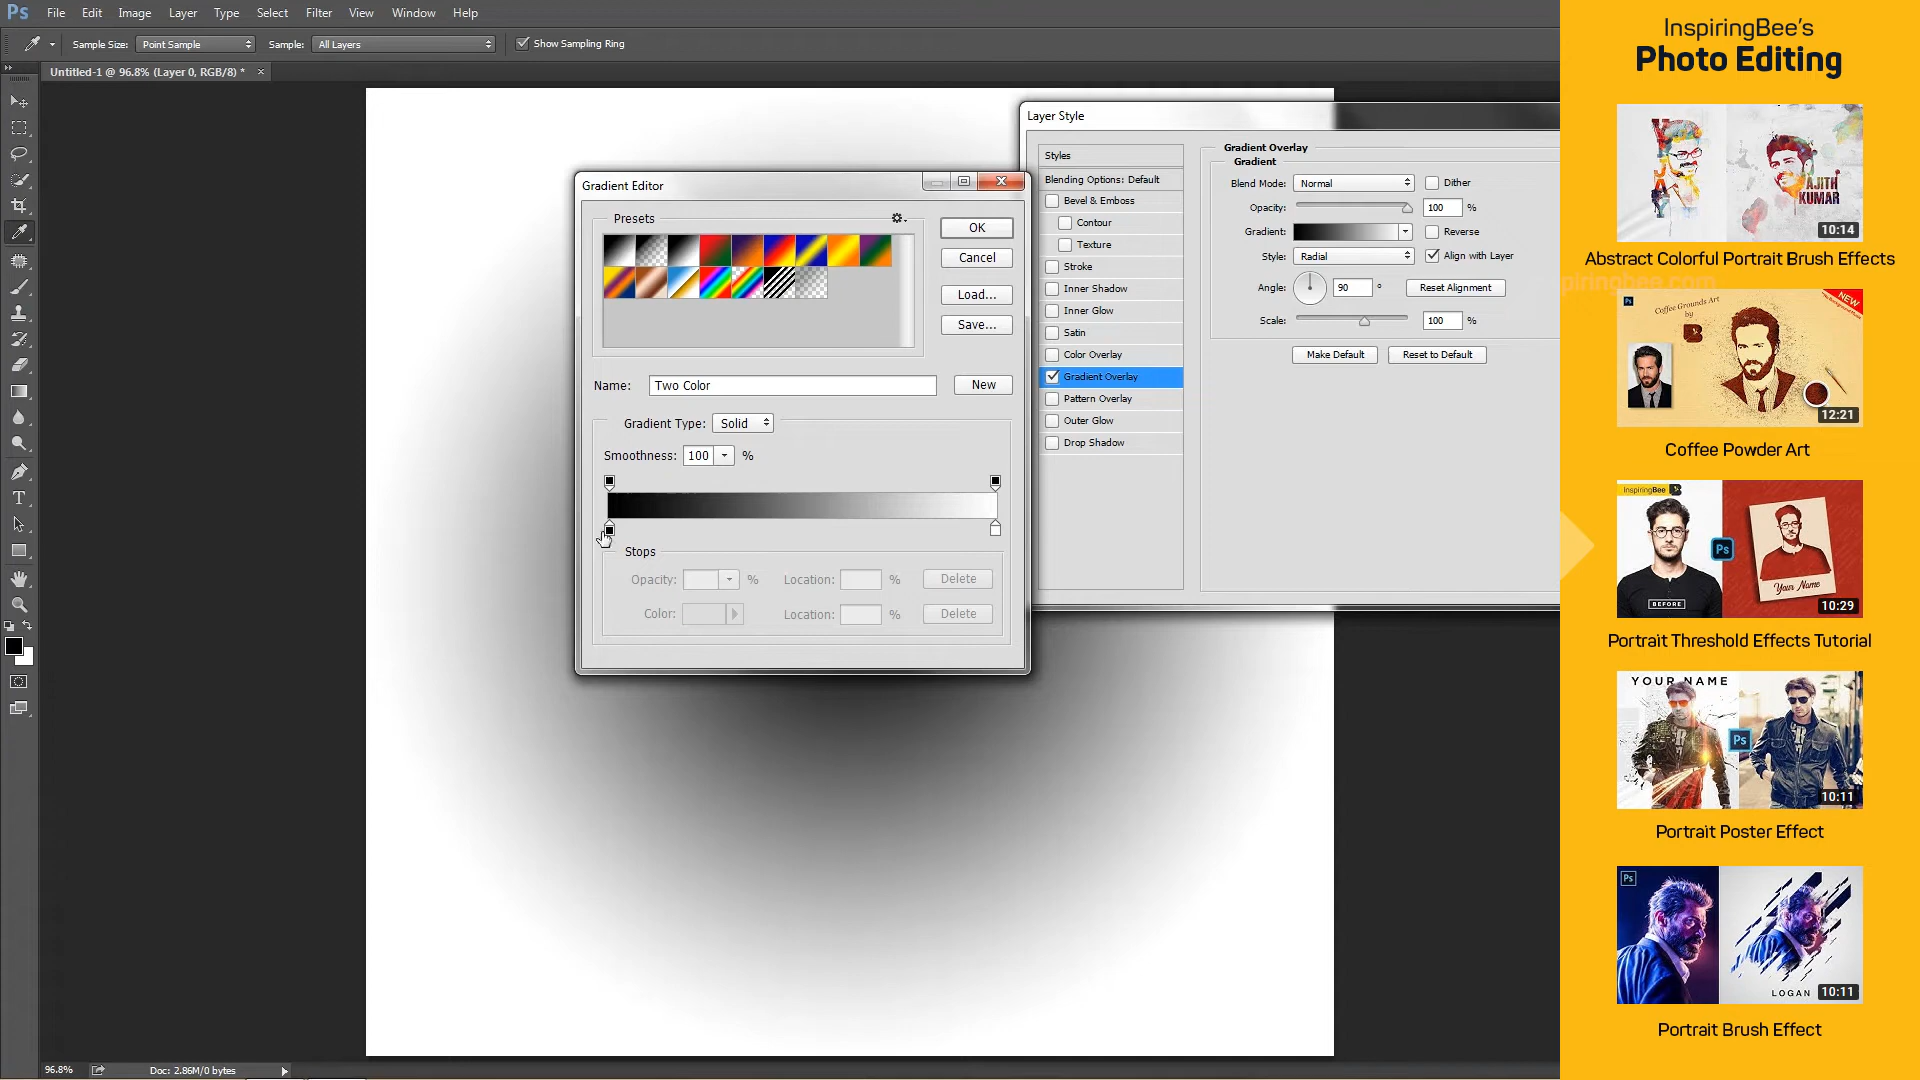 Ps File Edit Image Layer Type Select Filter View Window Help
Sample Size: Point Sample Sample: All Layers Show Sampling Ring
Untitled-1 @ 96.8% (Layer 0, RGB/8) * ×
Layer Style
Styles
Blending Options: Default
Bevel & Emboss
Contour
Texture
Stroke
Inner Shadow
Inner Glow
Satin
Color Overlay
Gradient Overlay
Pattern Overlay
Outer Glow
Drop Shadow
Gradient Overlay
Gradient
Blend Mode: Normal Dither
Opacity: 100 %
Gradient: Reverse
Style: Radial Align with Layer
Angle: 90 ° Reset Alignment
Scale: 100 %
Make Default Reset to Default
Gradient Editor
Presets
OK
Cancel
Load...
Save...
Name: Two Color New
Gradient Type: Solid
Smoothness: 100 %
Stops
Opacity: % Location: % Delete
Color: Location: % Delete
96.8% Doc: 2.86M/0 bytes
InspiringBee's
Photo Editing
AJITH
KUMAR
10:14
Abstract Colorful Portrait Brush Effects
piringbee.com
Ps
Coffee Grounds Art
by
NEW
12:21
Coffee Powder Art
InspiringBee
Ps
BEFORE
Your Name
10:29
Portrait Threshold Effects Tutorial
YOUR NAME
Ps
10:11
Portrait Poster Effect
Ps
LOGAN
10:11
Portrait Brush Effect